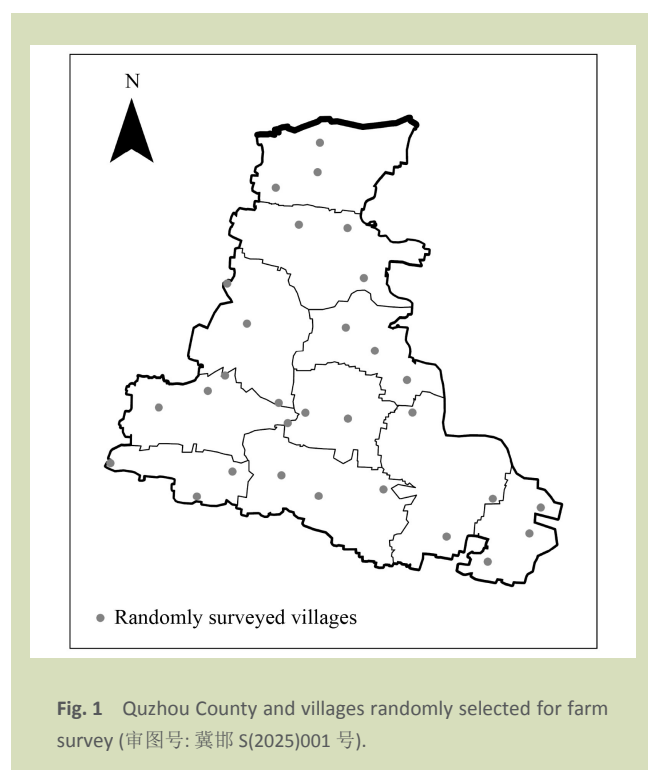 N
Randomly surveyed villages
Fig. 1 Quzhou County and villages randomly selected for farm
survey (审图号: 冀邯 S(2025)001 号).